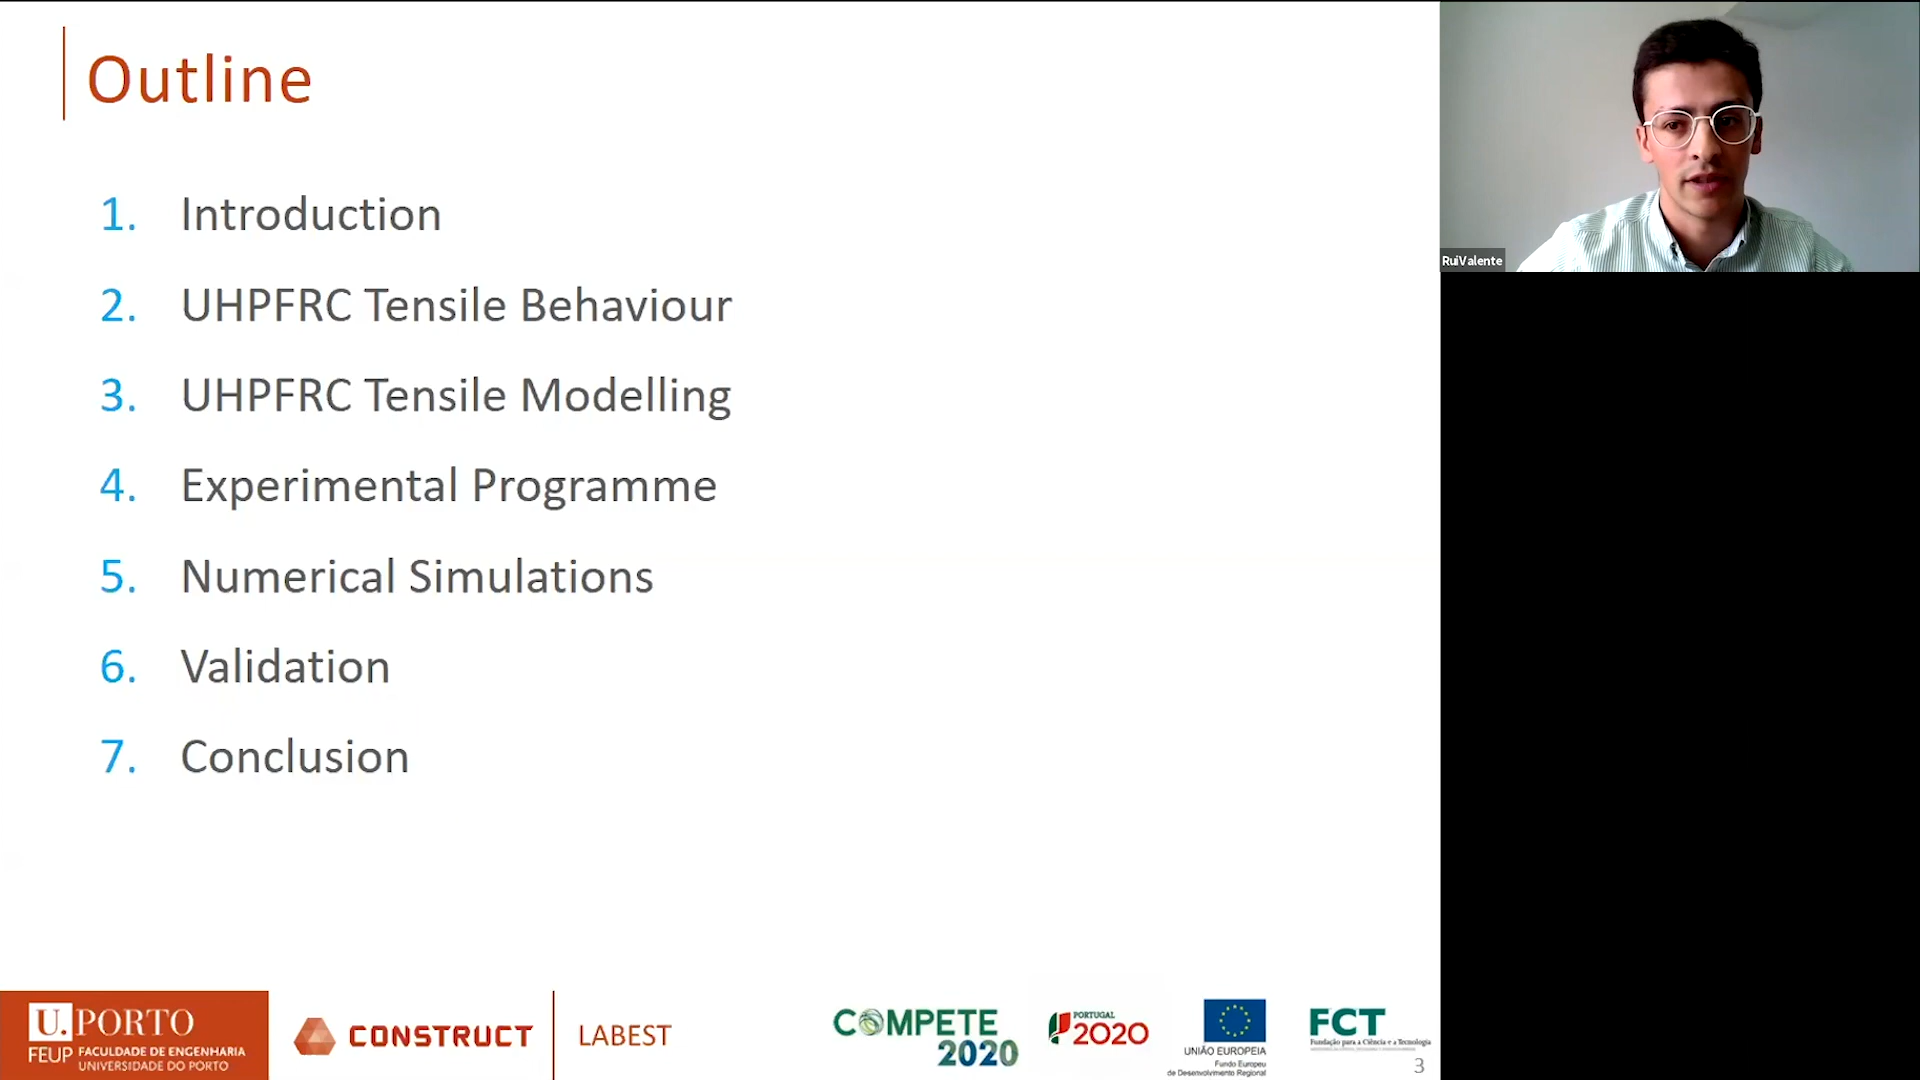 Outline
1. Introduction
2. UHPFRC Tensile Behaviour
3. UHPFRC Tensile Modelling
4. Experimental Programme
5. Numerical Simulations
6. Validation
7. Conclusion
RuiValente
U.PORTO
FEUP FACULDADE DE ENGENHARIA
UNIVERSIDADE DO PORTO
CONSTRUCT
LABEST
COMPETE
2020
PORTUGAL
2020
UNIÃO EUROPEIA
Fundo Europeu
de Desenvolvimento Regional
FCT
Fundação para a Ciência e a Tecnologia
3